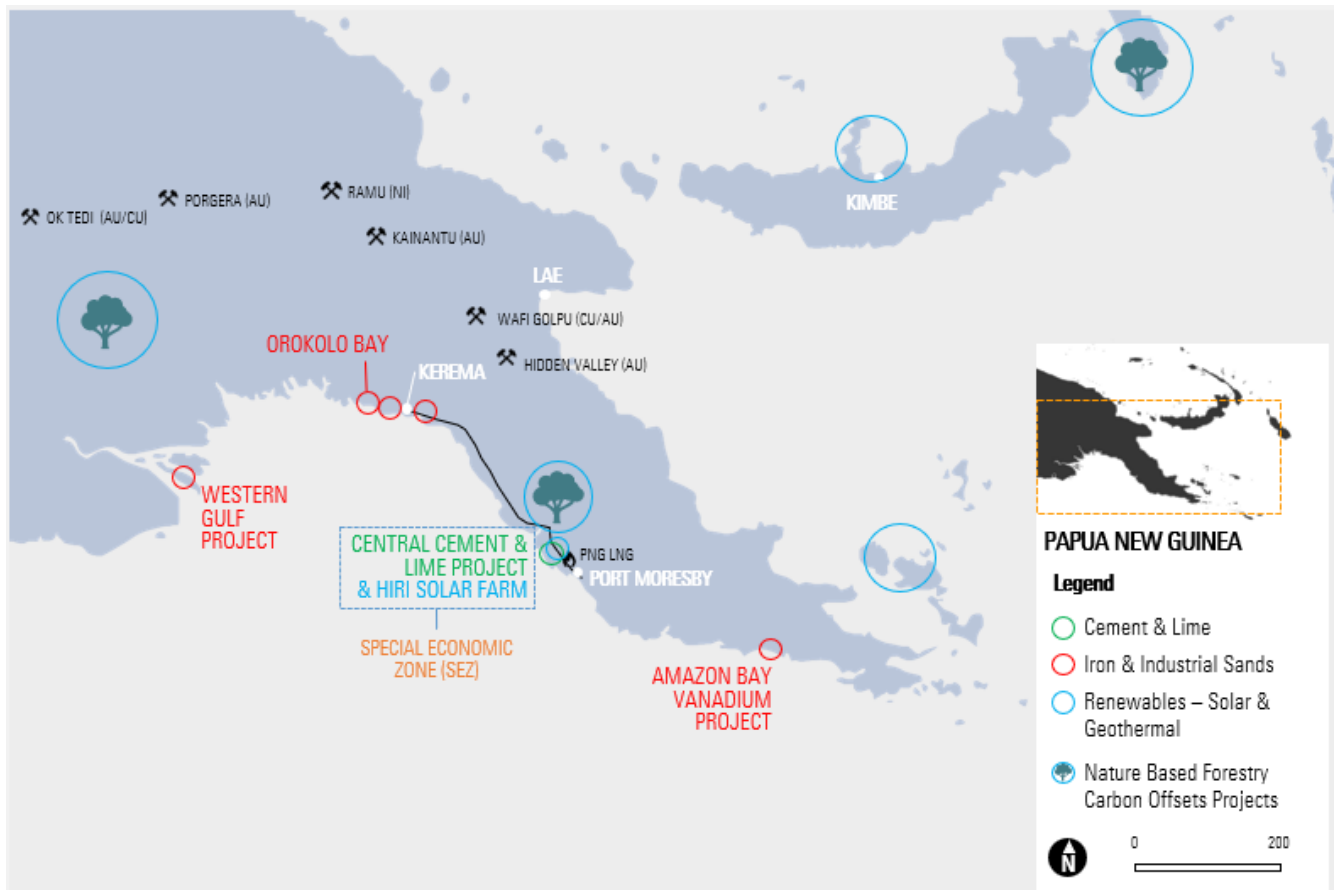 KIMBE
PORGERA (AU)
RAMU (NI)
OK TEDI (AU/CU)
KAINANTU (AU)
LAE
WAFI GOLPU (CU/AU)
OROKOLO BAY
HIDDEN VALLEY (AU)
KEREMA
WESTERN
GULF
PROJECT
CENTRAL CEMENT &
LIME PROJECT
& HIRI SOLAR FARM
PNG LNG
PORT MORESBY
SPECIAL ECONOMIC
ZONE (SEZ)
AMAZON BAY
VANADIUM
PROJECT
PAPUA NEW GUINEA
Legend
Cement & Lime
Iron & Industrial Sands
Renewables – Solar &
Geothermal
Nature Based Forestry
Carbon Offsets Projects
N
0 200